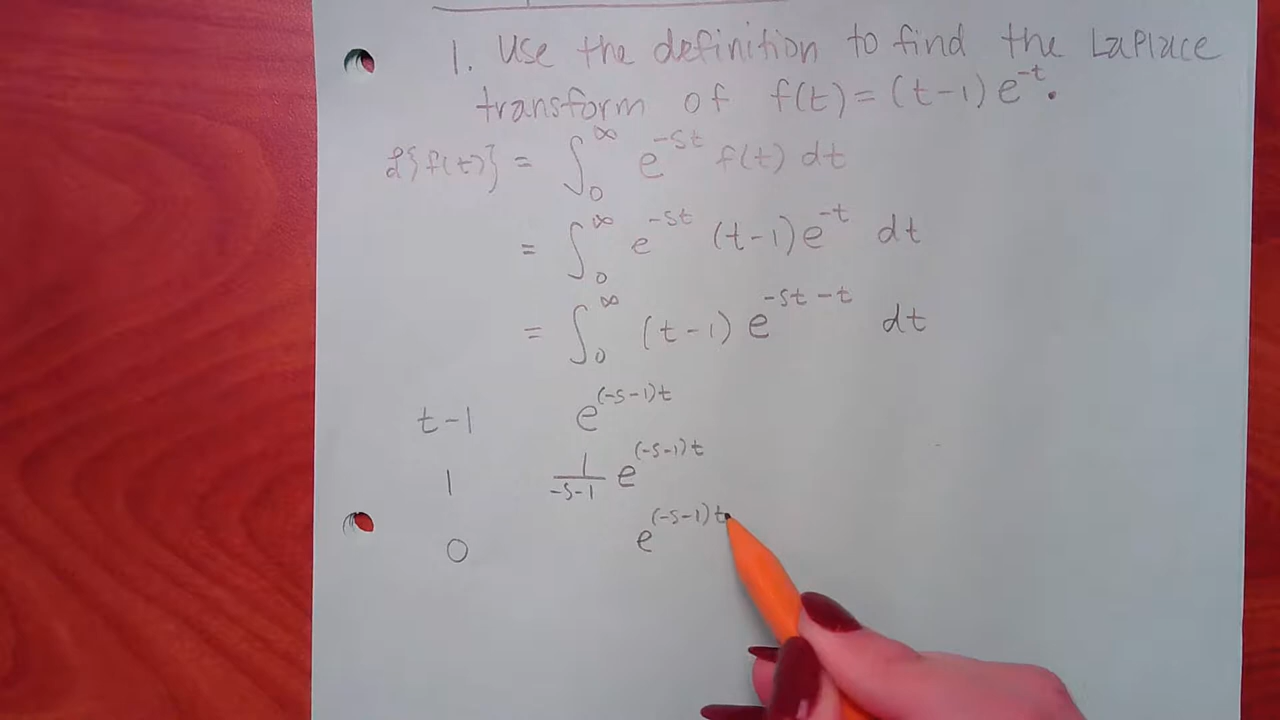 1. Use the definition to find the Laplace
transform of f(t) = (t-1) e^{-t}.
ℒ{f(t)} = ∫_0^∞ e^{-st} f(t) dt
= ∫_0^∞ e^{-st} (t-1) e^{-t} dt
= ∫_0^∞ (t-1) e^{-st-t} dt
t-1 e^{(-s-1)t}
1 \frac{1}{-s-1} e^{(-s-1)t}
0 e^{(-s-1)t}